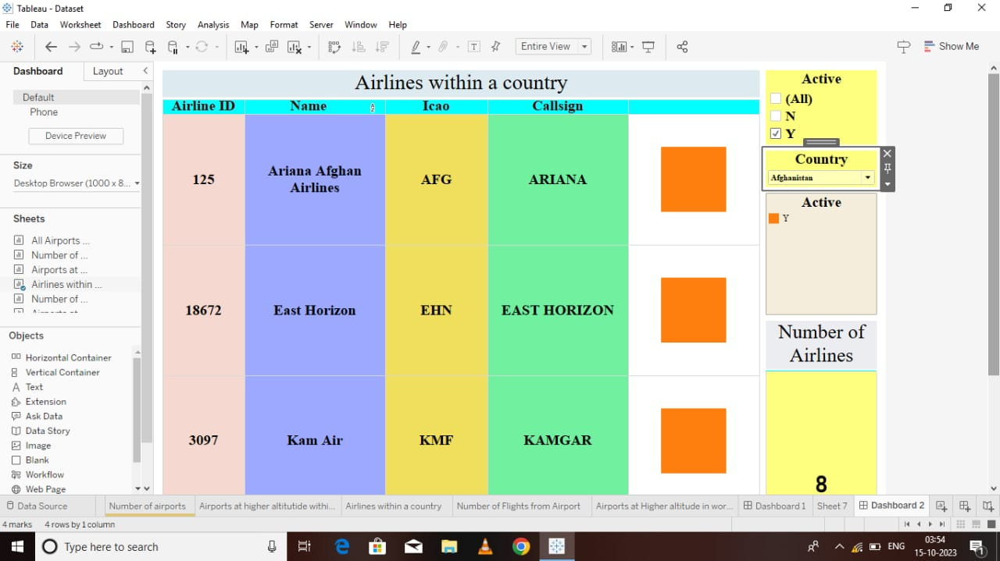 Tableau - Dataset
File Data Worksheet Dashboard Story Analysis Map Format Server Window Help
Entire View
Show Me
Dashboard Layout
Default
Phone
Device Preview
Size
Desktop Browser (1000 x 8...
Sheets
All Airports ...
Number of ...
Airports at ...
Airlines within ...
Number of ...
Objects
Horizontal Container
Vertical Container
Text
Extension
Ask Data
Data Story
Image
Blank
Workflow
Web Page
Airlines within a country
Airline ID Name Icao Callsign
125 Ariana Afghan Airlines AFG ARIANA
18672 East Horizon EHN EAST HORIZON
3097 Kam Air KMF KAMGAR
Active
(All)
N
Y
Country
Afghanistan
Active
Y
Number of
Airlines
8
Data Source Number of airports Airports at higher altitutide withi... Airlines within a country Number of Flights from Airport Airports at Higher altitude in wor... Dashboard 1 Sheet 7 Dashboard 2
4 marks 4 rows by 1 column
Type here to search
ENG
03:54
15-10-2023
1